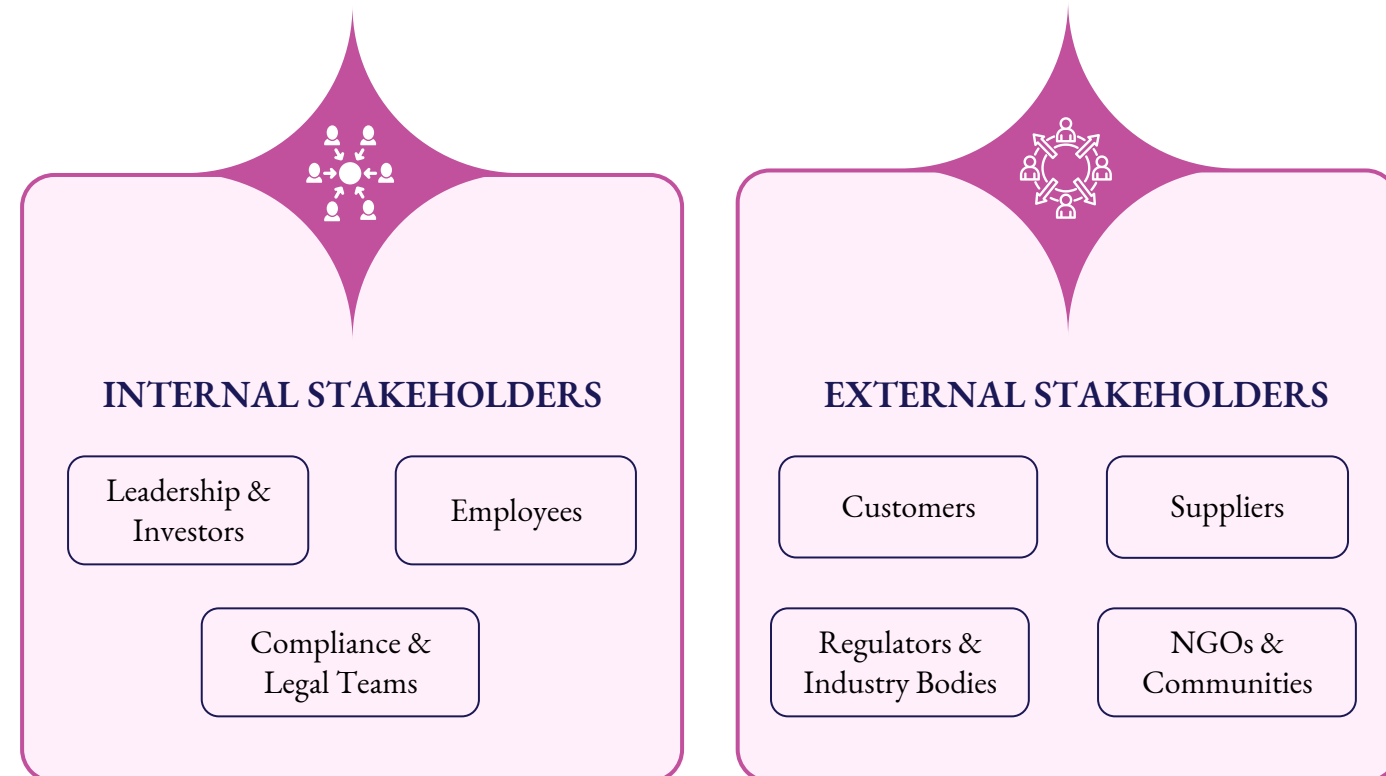 INTERNAL STAKEHOLDERS
Leadership &
Investors
Employees
Compliance &
Legal Teams
EXTERNAL STAKEHOLDERS
Customers
Suppliers
Regulators &
Industry Bodies
NGOs &
Communities